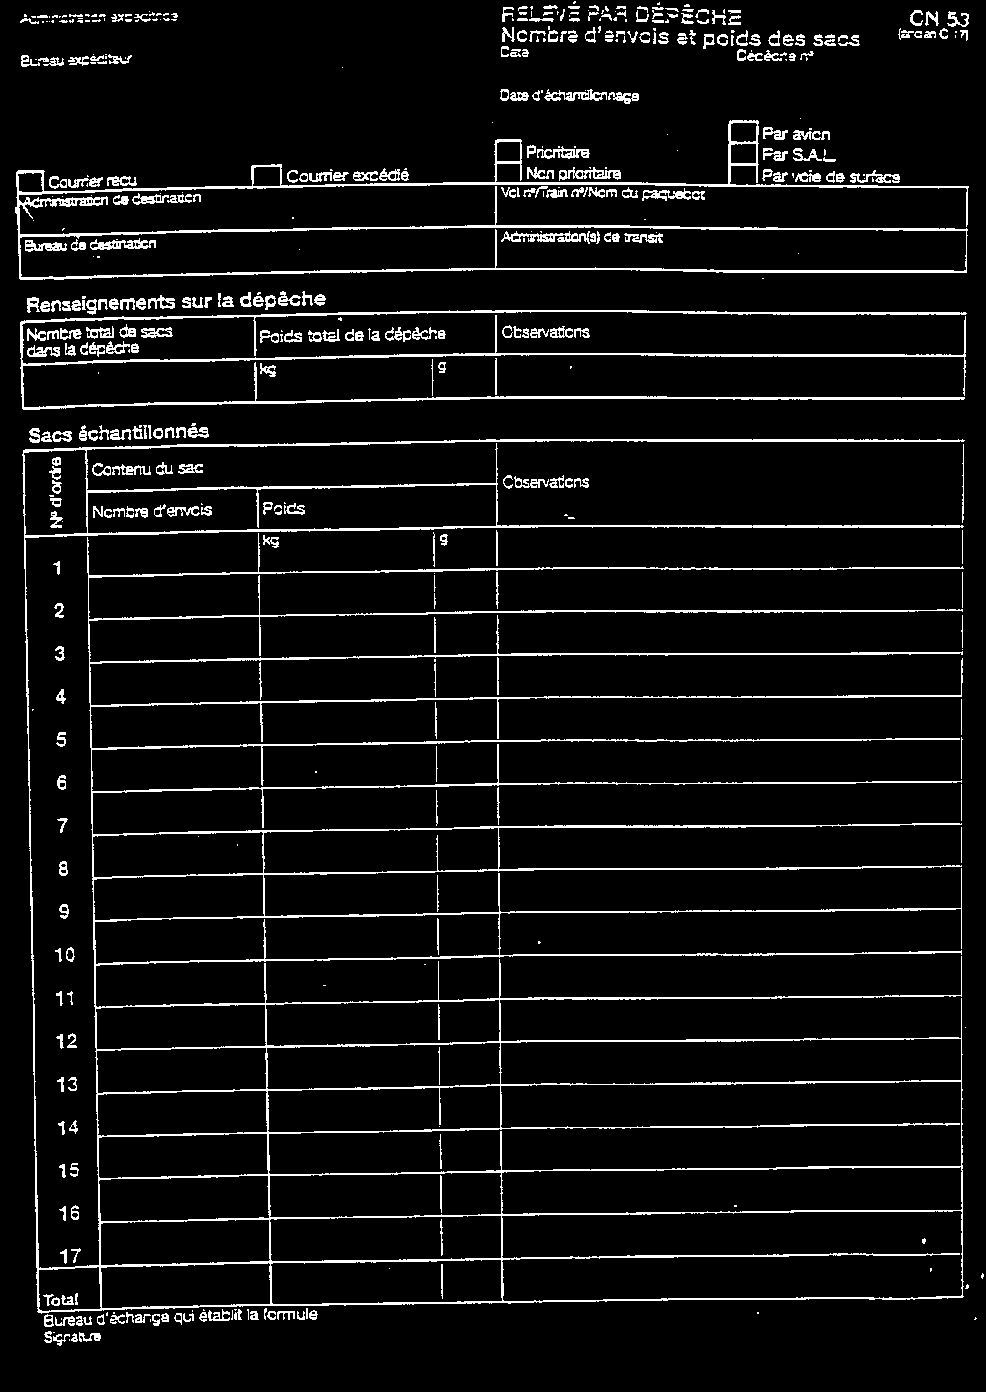 Administration expéditrice
RELEVÉ PAR DÉPÊCHE
CN 53
Nombre d'envois et poids des sacs
(ancien C 17)
Bureau expéditeur
Date
Dépêche n°
Date d'échantillonnage
Par avion
Prioritaire
Par S.A.L.
Courrier reçu
Courrier expédié
Non prioritaire
Par voie de surface
Administration de destination
Vol n°/Train n°/Nom du paquebot
Bureau de destination
Administration(s) de transit
Renseignements sur la dépêche
Nombre total de sacs
dans la dépêche
Poids total de la dépêche
Observations
kg
g
Sacs échantillonnés
N° d'ordre
Contenu du sac
Observations
Nombre d'envois
Poids
kg
g
1
2
3
4
5
6
7
8
9
10
11
12
13
14
15
16
17
Total
Bureau d'échange qui établit la formule
Signature